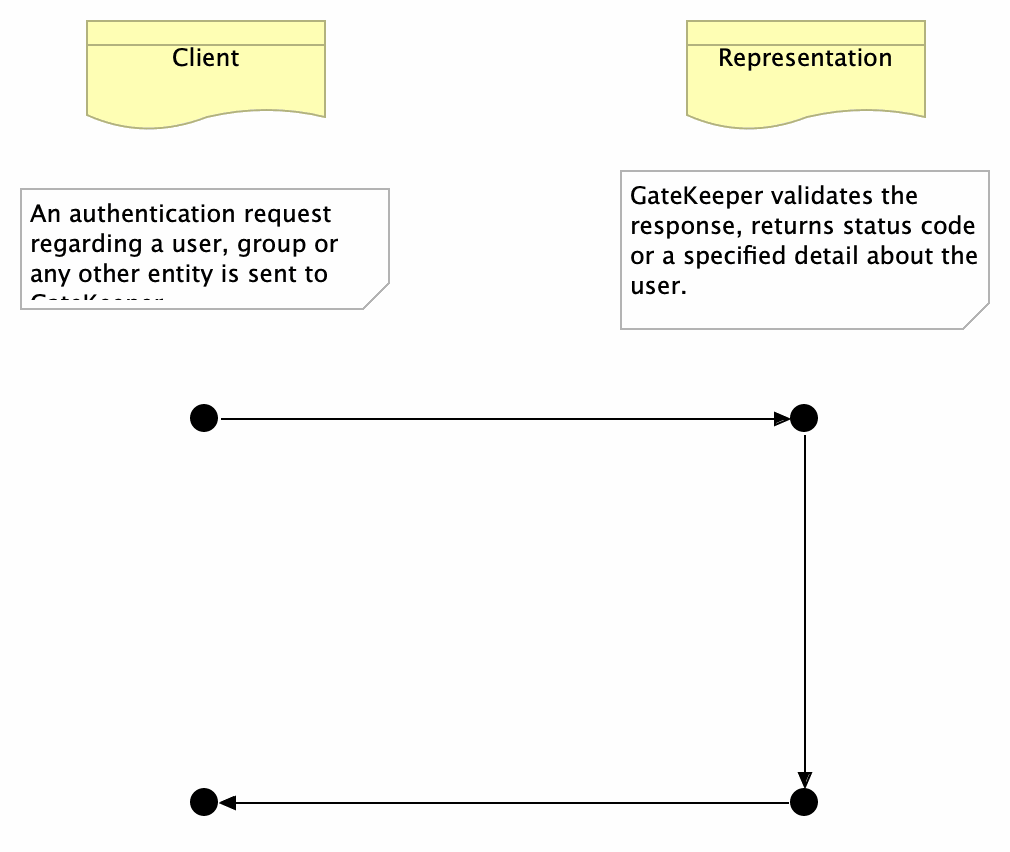 Client
Representation
An authentication request
regarding a user, group or
any other entity is sent to
GateKeeper
GateKeeper validates the
response, returns status code
or a specified detail about the
user.